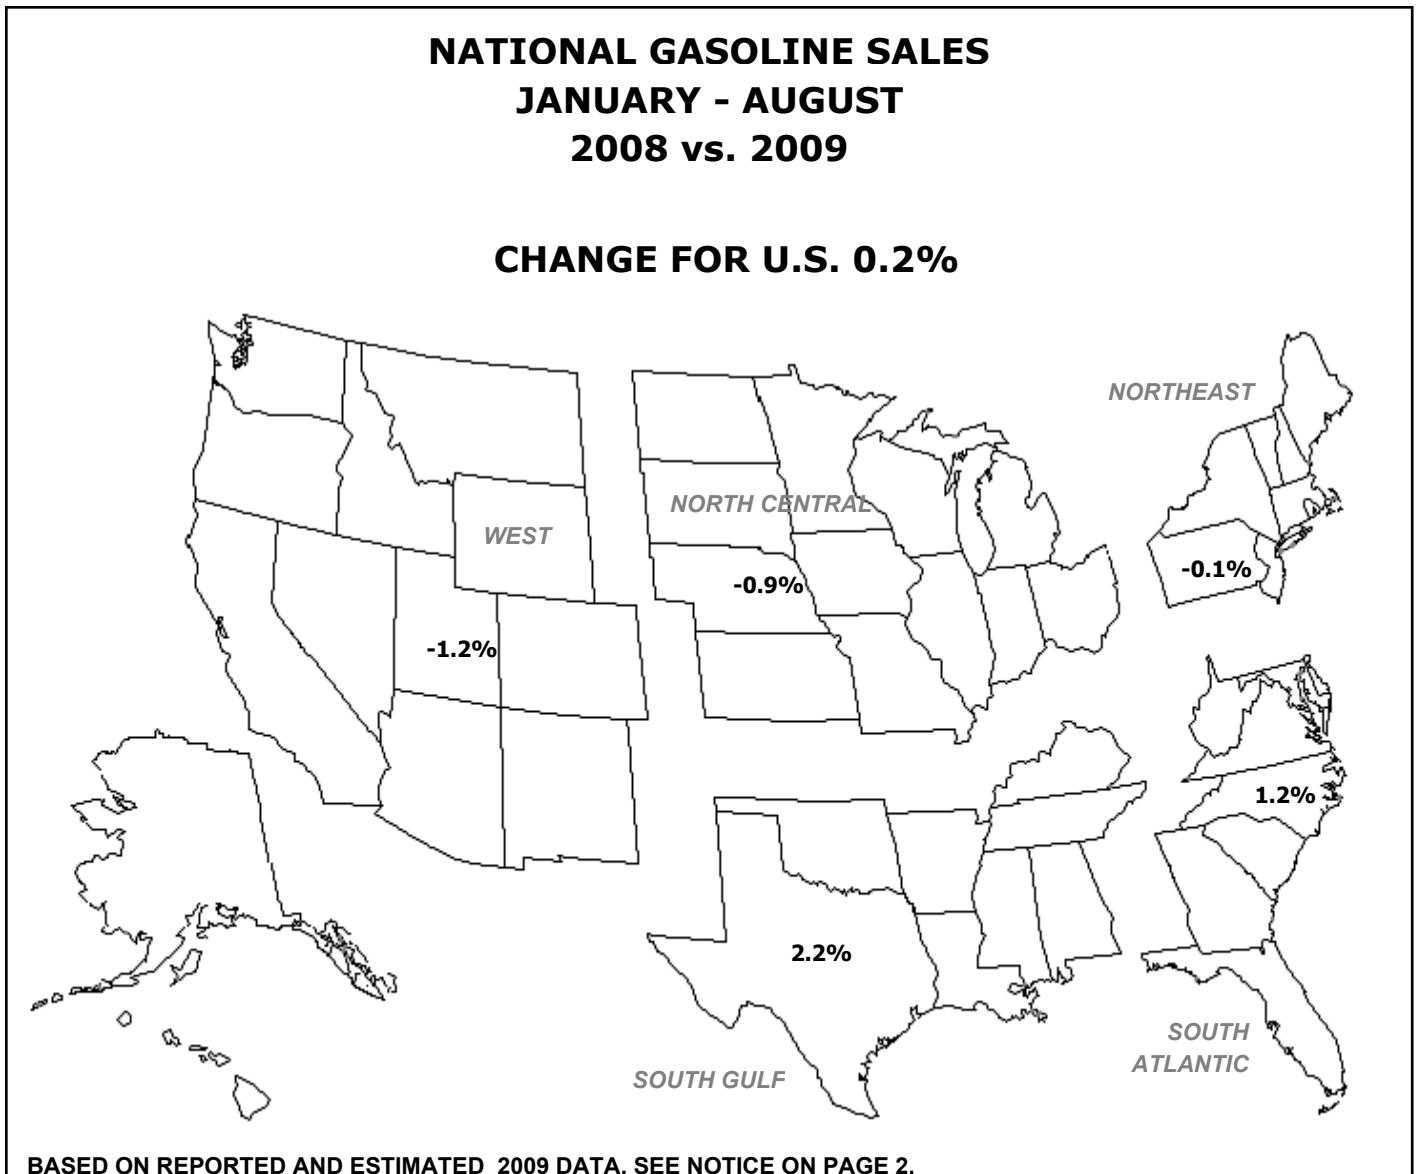 NATIONAL GASOLINE SALES
JANUARY - AUGUST
2008 vs. 2009
CHANGE FOR U.S. 0.2%
NORTHEAST
NORTH CENTRAL
WEST
-0.1%
-0.9%
-1.2%
1.2%
2.2%
SOUTH
ATLANTIC
SOUTH GULF
BASED ON REPORTED AND ESTIMATED  2009 DATA. SEE NOTICE ON PAGE 2.